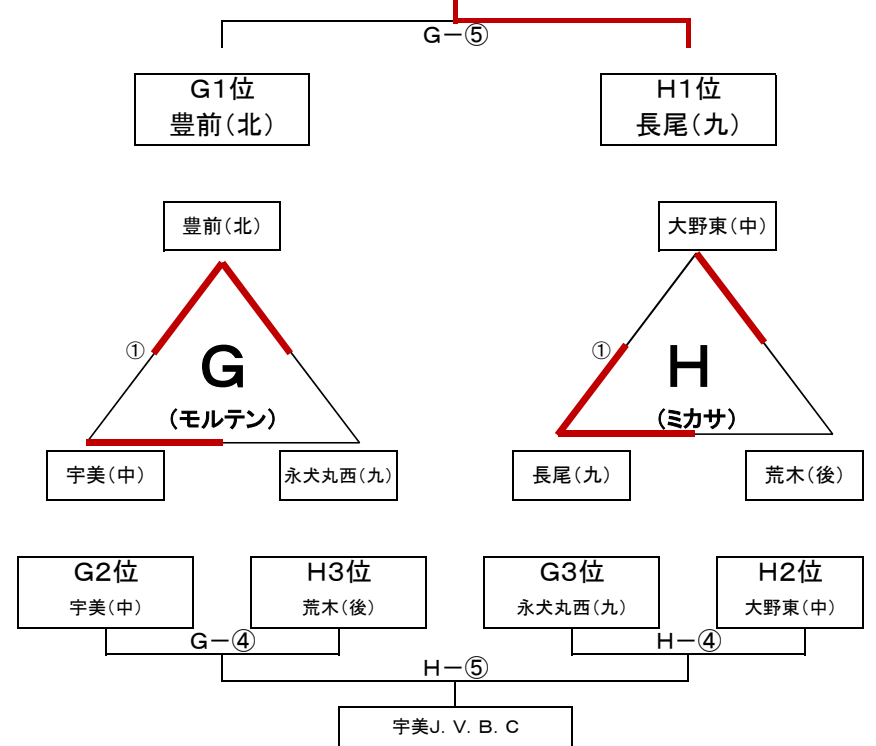 G－⑤
G1位
豊前（北）
H1位
長尾（九）
豊前（北）
大野東（中）
①
G
（モルテン）
①
H
（ミカサ）
宇美（中）
永犬丸西（九）
長尾（九）
荒木（後）
G2位
宇美（中）
H3位
荒木（後）
G3位
永犬丸西（九）
H2位
大野東（中）
G－④
H－④
H－⑤
宇美J．V．B．C